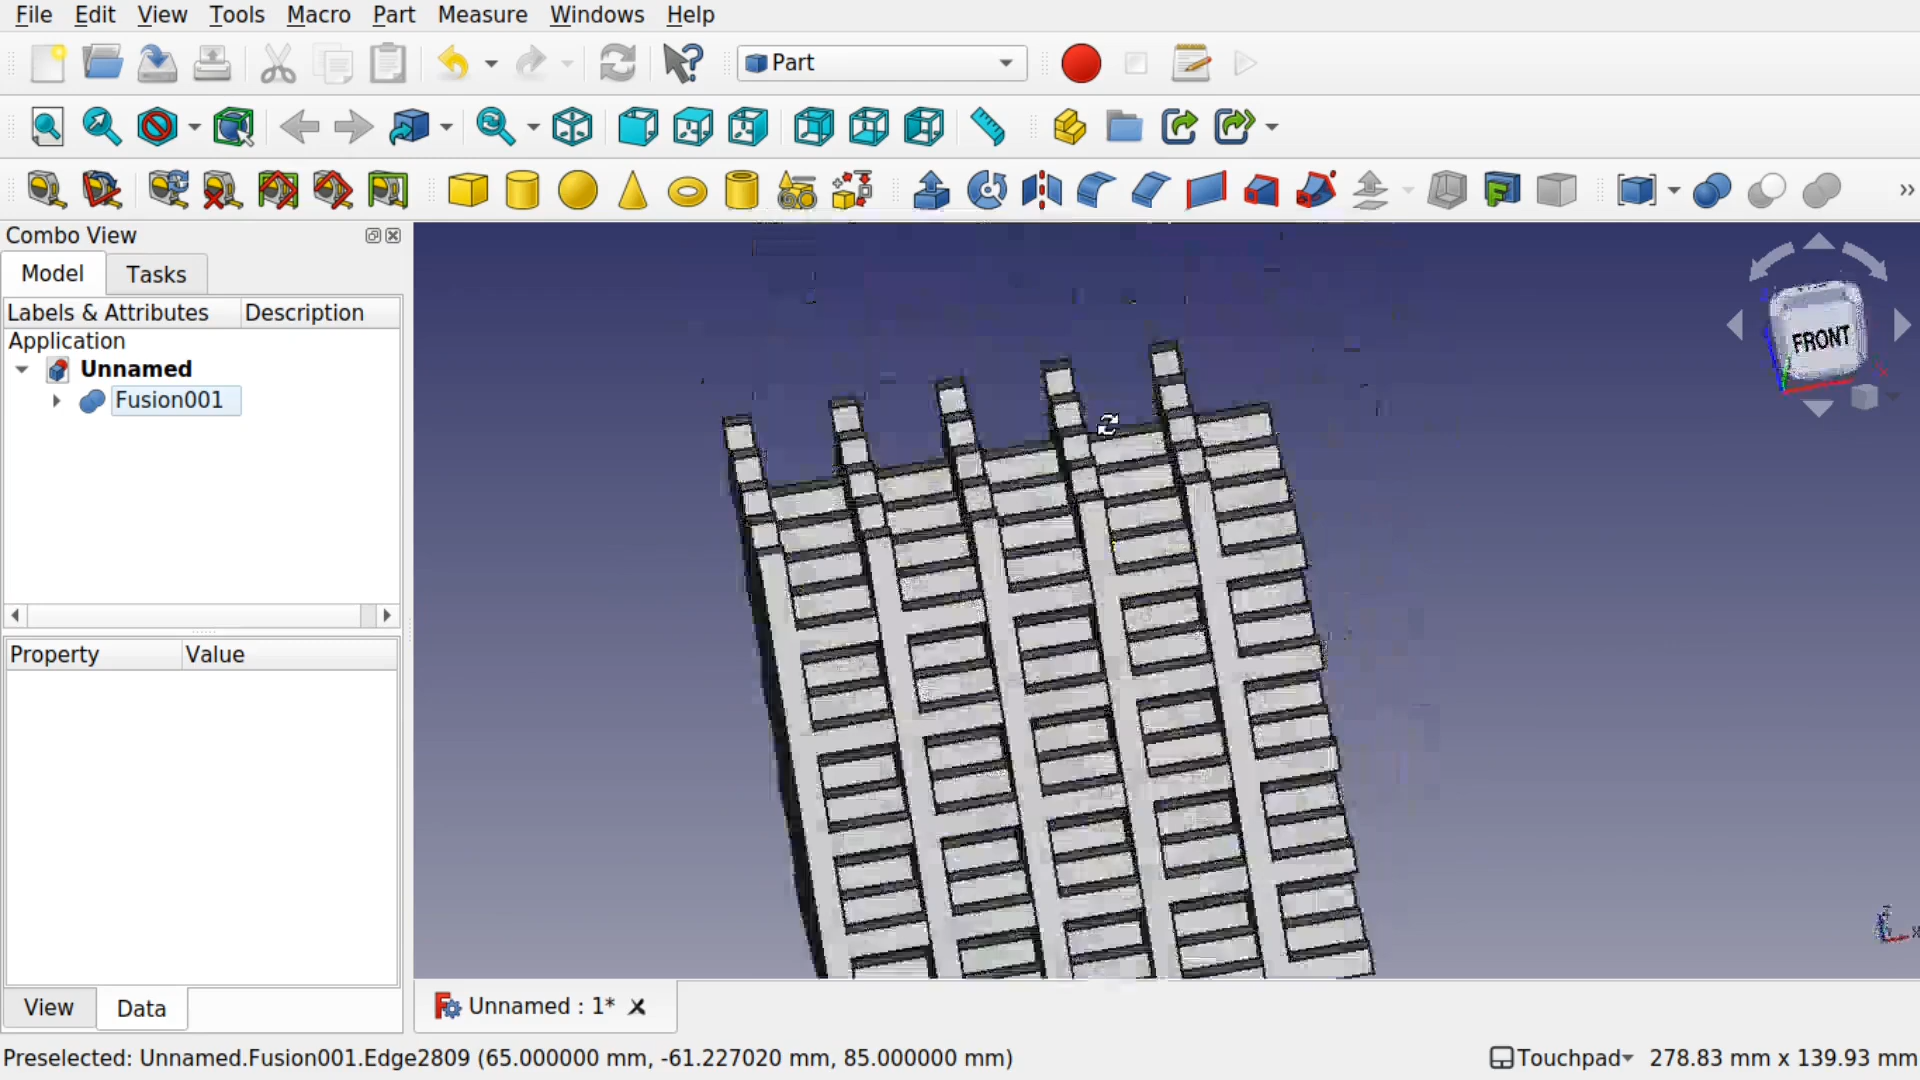 File Edit View Tools Macro Part Measure Windows Help
Part
Combo View
Model Tasks
Labels & Attributes Description
Application
Unnamed
Fusion001
FRONT
Property Value
View Data
Unnamed : 1*
Preselected: Unnamed.Fusion001.Edge2809 (65.000000 mm, -61.227020 mm, 85.000000 mm) Touchpad 278.83 mm x 139.93 mm